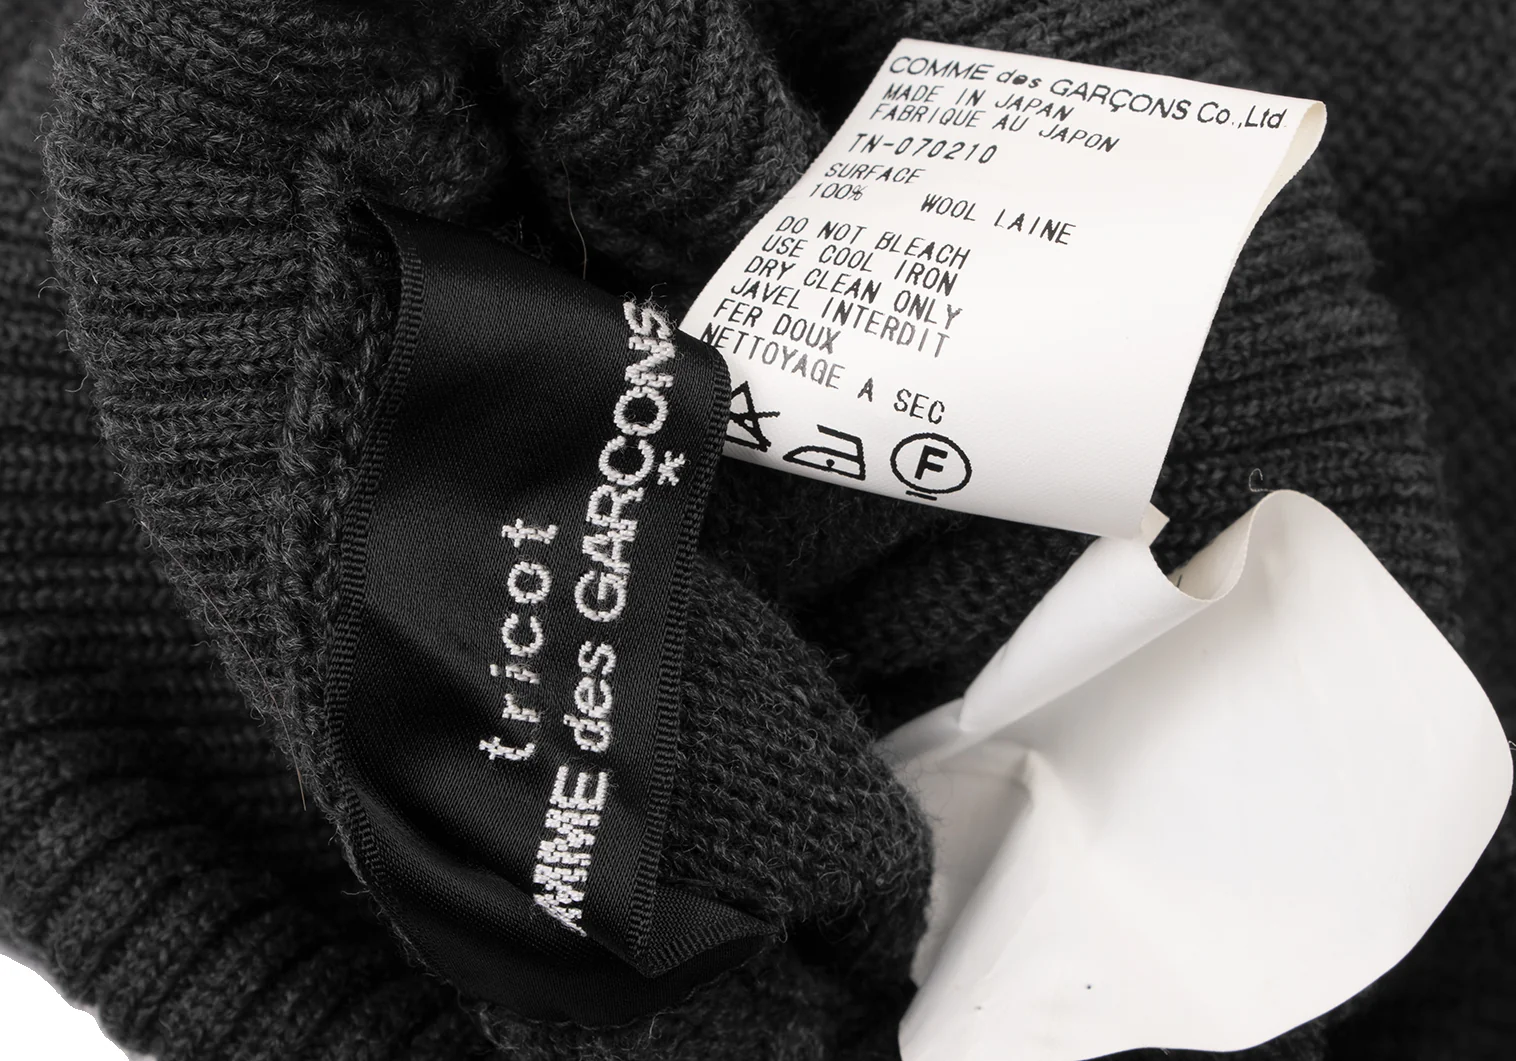 COMME des GARÇONS Co.,Ltd.
MADE IN JAPAN
FABRIQUE AU JAPON
TN-070210
SURFACE
100% WOOL LAINE
DO NOT BLEACH
USE COOL IRON
DRY CLEAN ONLY
JAVEL INTERDIT
FER DOUX
NETTOYAGE A SEC
F
tricot
MME des GARÇONS
*